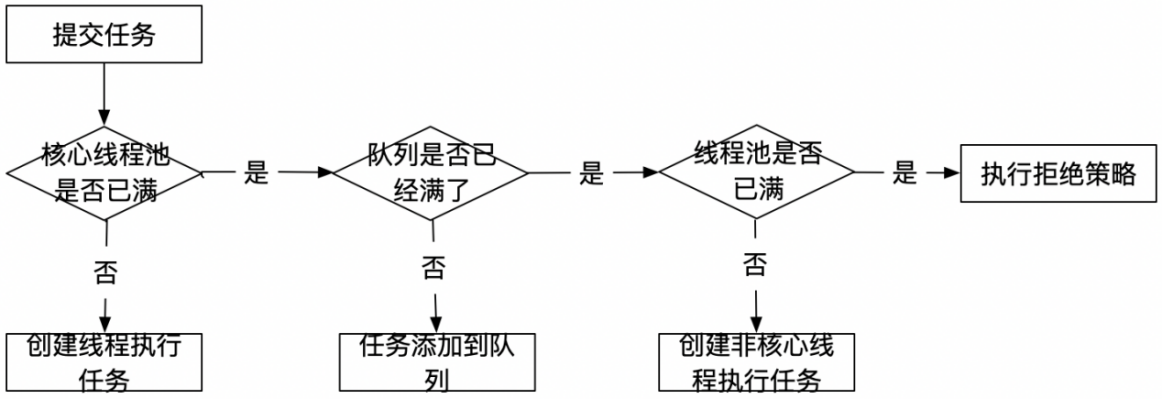 提交任务
核心线程池
是否已满
是
队列是否已
经满了
是
线程池是否
已满
是
执行拒绝策略
否
否
否
创建线程执行
任务
任务添加到队
列
创建非核心线
程执行任务